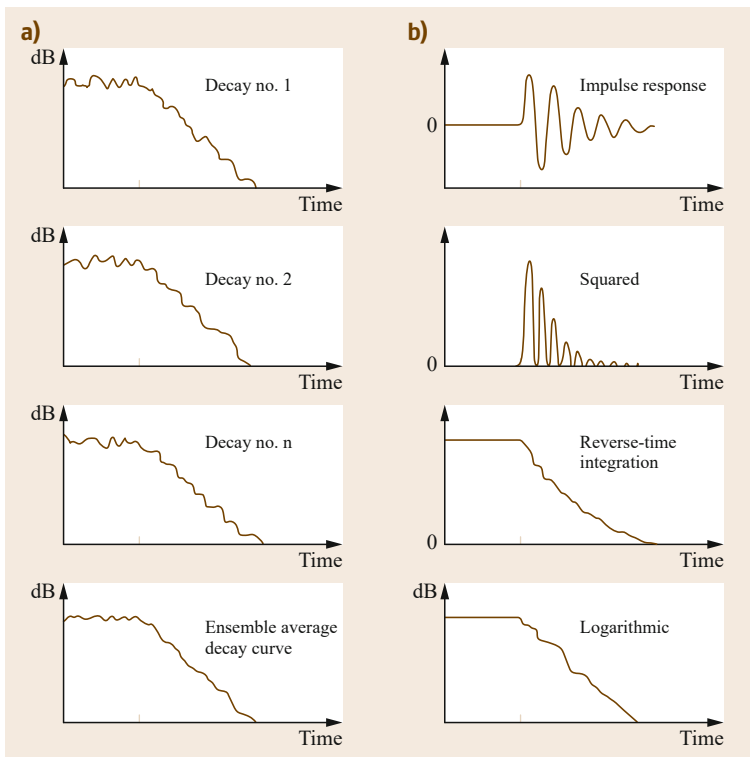 a)
dB
Decay no. 1
Time
dB
Decay no. 2
Time
dB
Decay no. n
Time
dB
Ensemble average
decay curve
Time
b)
Impulse response
0
Time
Squared
0
Time
Reverse-time
integration
0
Time
dB
Logarithmic
Time